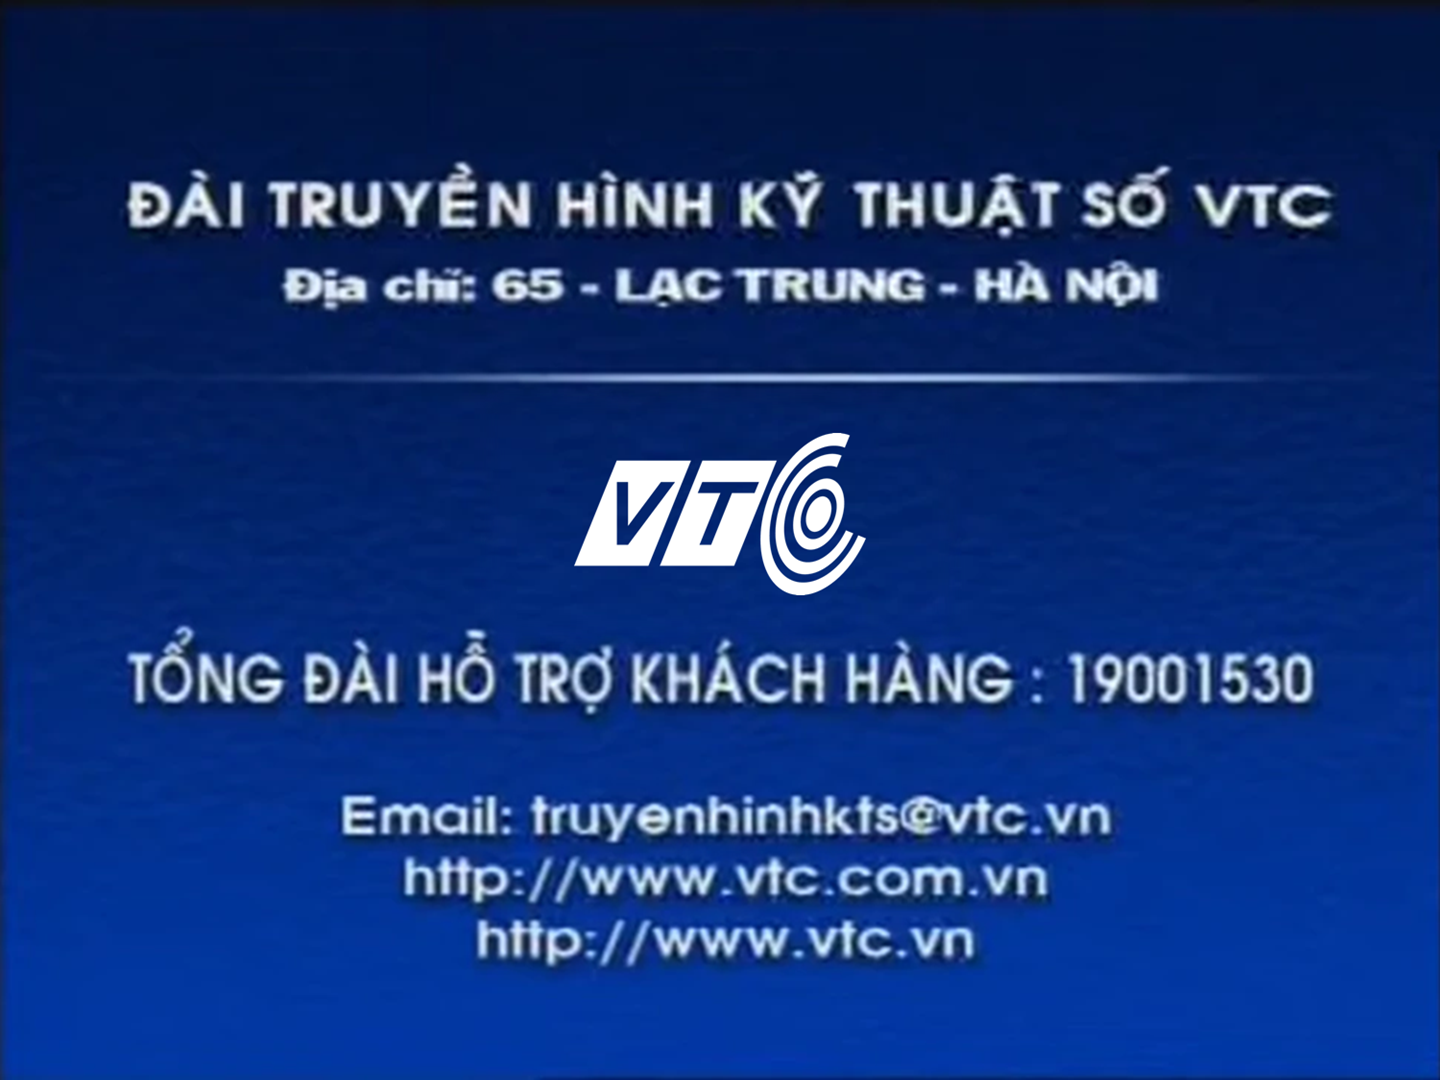 ĐÀI TRUYỀN HÌNH KỸ THUẬT SỐ VTC
Địa chỉ: 65 - LẠC TRUNG - HÀ NỘI
VTC
TỔNG ĐÀI HỖ TRỢ KHÁCH HÀNG : 19001530
Email: truyenhinhkts@vtc.vn
http://www.vtc.com.vn
http://www.vtc.vn